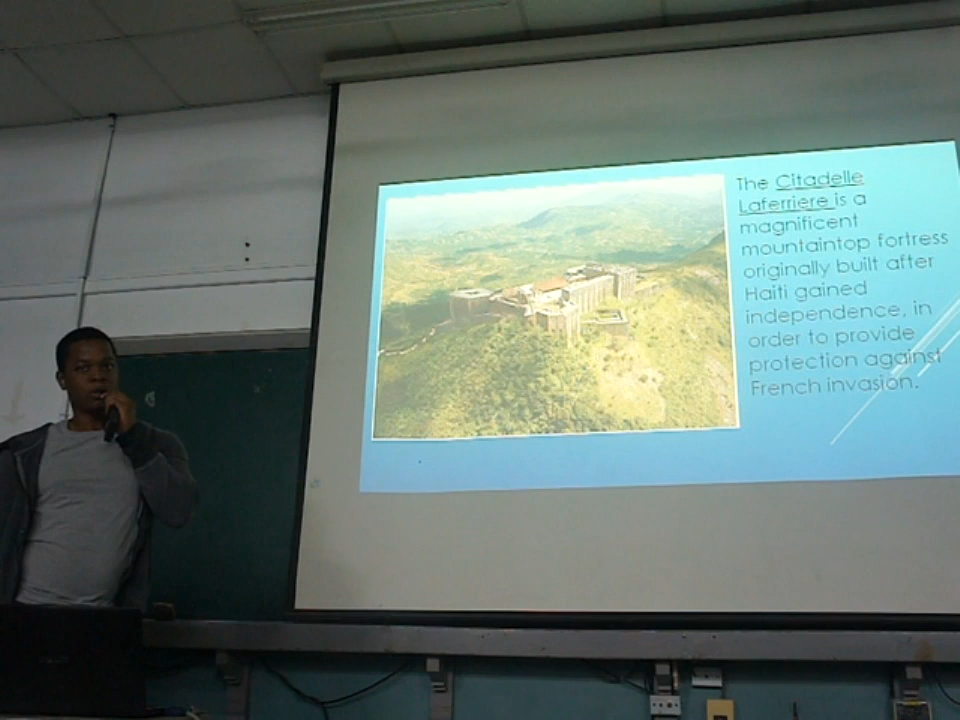 The Citadelle
Laferriere is a
magnificent
mountaintop fortress
originally built after
Haiti gained
independence, in
order to provide
protection against
French invasion.